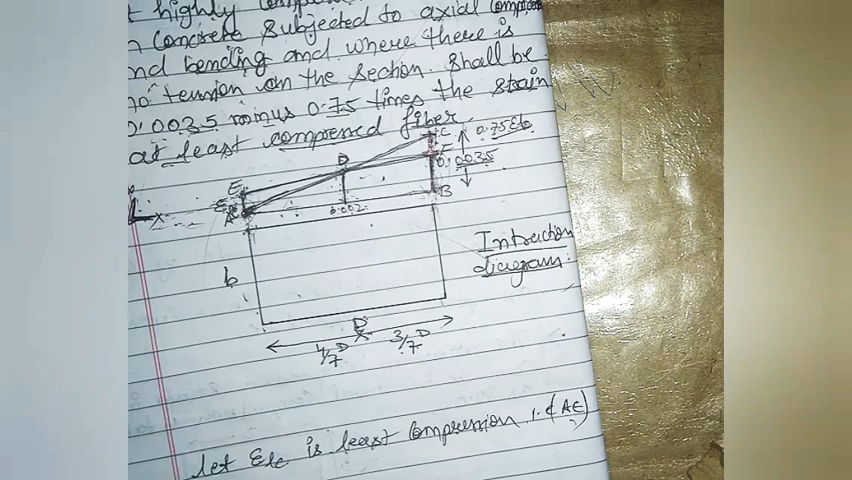 highly
n concrete subjected to axial
nd bending and where there is
no tension on the section. Shall be
0.0035 minus 0.75 times the strain
at least compressed fiber.
C
0.75Elc
F
D
0.0035
E
B
A
X
0.002
b
Intraction
diagram:
D
4/7 D
3/7 D
let Elc is least compression i.e (AE)